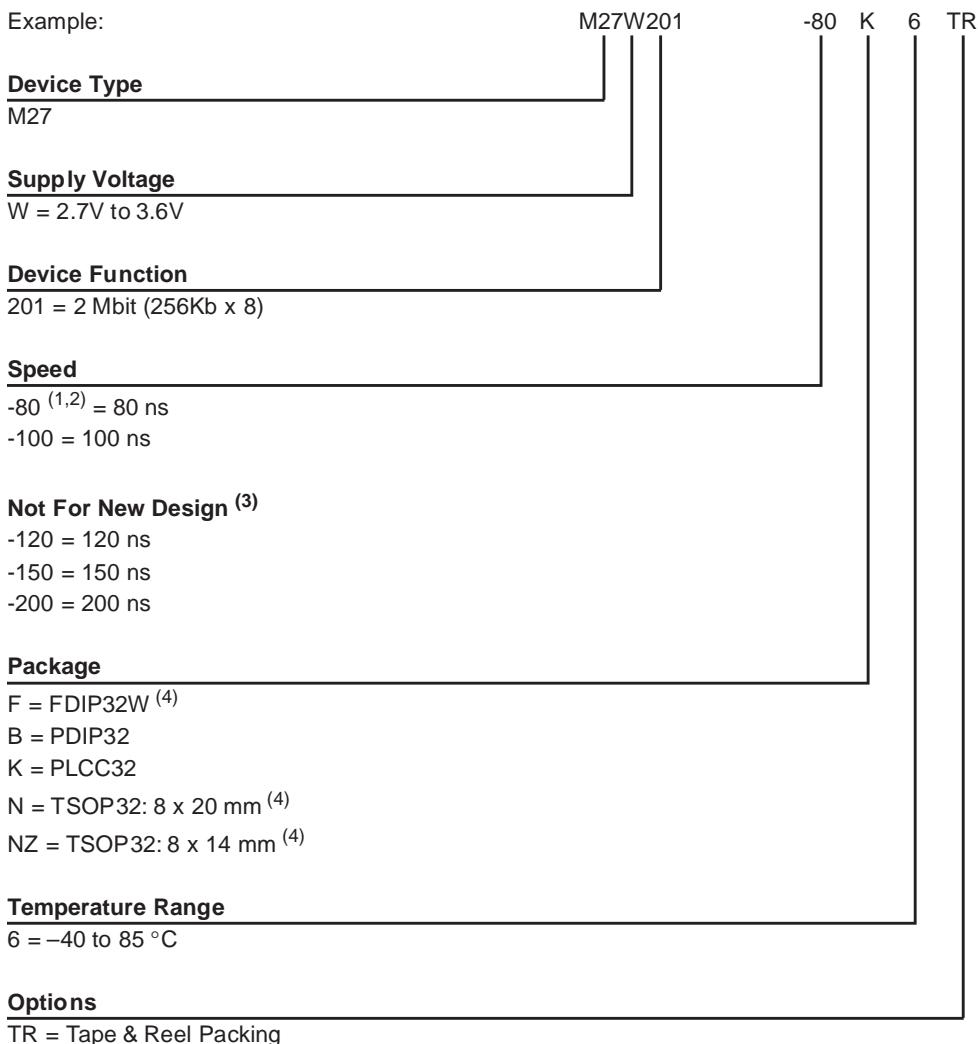 Example: M27W201 -80 K 6 TR
Device Type
M27
Supply Voltage
W = 2.7V to 3.6V
Device Function
201 = 2 Mbit (256Kb x 8)
Speed
-80 (1,2) = 80 ns
-100 = 100 ns
Not For New Design (3)
-120 = 120 ns
-150 = 150 ns
-200 = 200 ns
Package
F = FDIP32W (4)
B = PDIP32
K = PLCC32
N = TSOP32: 8 x 20 mm (4)
NZ = TSOP32: 8 x 14 mm (4)
Temperature Range
6 = –40 to 85 °C
Options
TR = Tape & Reel Packing